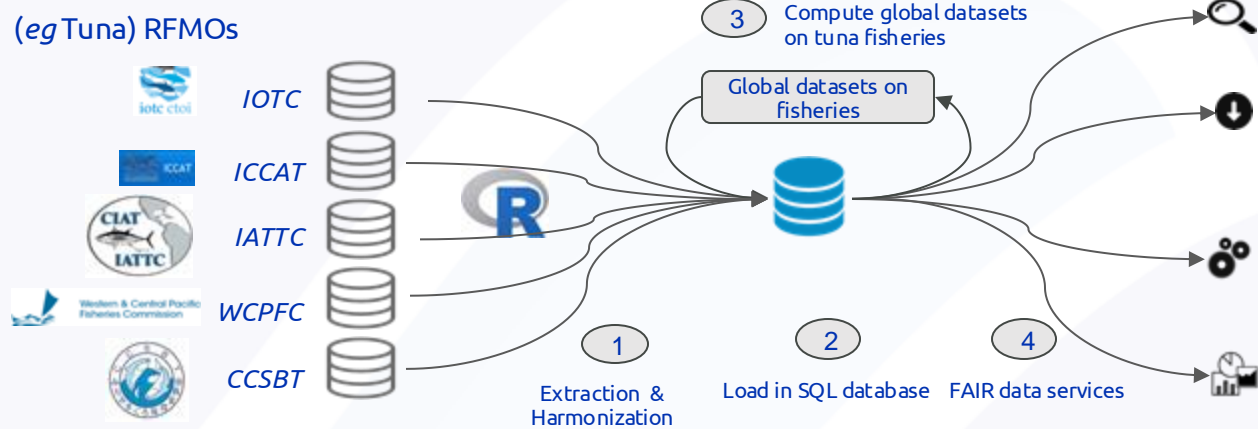 (eg Tuna) RFMOs
3
Compute global datasets
on tuna fisheries
Global datasets on
fisheries
iotc ctoi
IOTC
ICCAT
ICCAT
CIAT
IATTC
IATTC
R
Western & Central Pacific
Fisheries Commission
WCPFC
CCSBT
1
Extraction &
Harmonization
2
Load in SQL database
4
FAIR data services